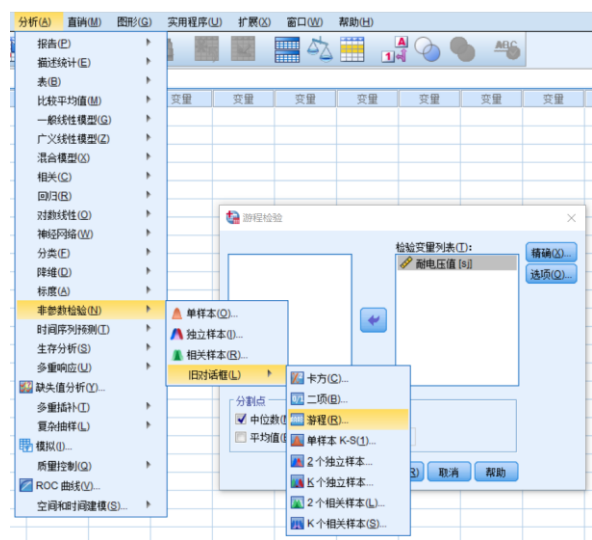 分析(A) 直销(M) 图形(G) 实用程序(U) 扩展(X) 窗口(W) 帮助(H)
报告(P)
描述统计(E)
表(B)
比较平均值(M)
一般线性模型(G)
广义线性模型(Z)
混合模型(X)
相关(C)
回归(R)
对数线性(O)
神经网络(W)
分类(F)
降维(D)
标度(A)
非参数检验(N)
时间序列预测(T)
生存分析(S)
多重响应(U)
缺失值分析(Y)...
多重插补(T)
复杂抽样(L)
模拟(I)...
质量控制(Q)
ROC 曲线(V)...
空间和时间建模(S)...
单样本(O)...
独立样本(I)...
相关样本(R)...
旧对话框(L)
卡方(C)...
二项(B)...
游程(R)...
单样本 K-S(1)...
2 个独立样本...
K 个独立样本...
2 个相关样本(L)...
K 个相关样本(S)...
1 A
ABC
变量 变量 变量 变量 变量 变量
游程检验
检验变量列表(T):
耐电压值 [sj]
精确(X)...
选项(O)...
分割点
中位数(
平均值(
R) 取消 帮助